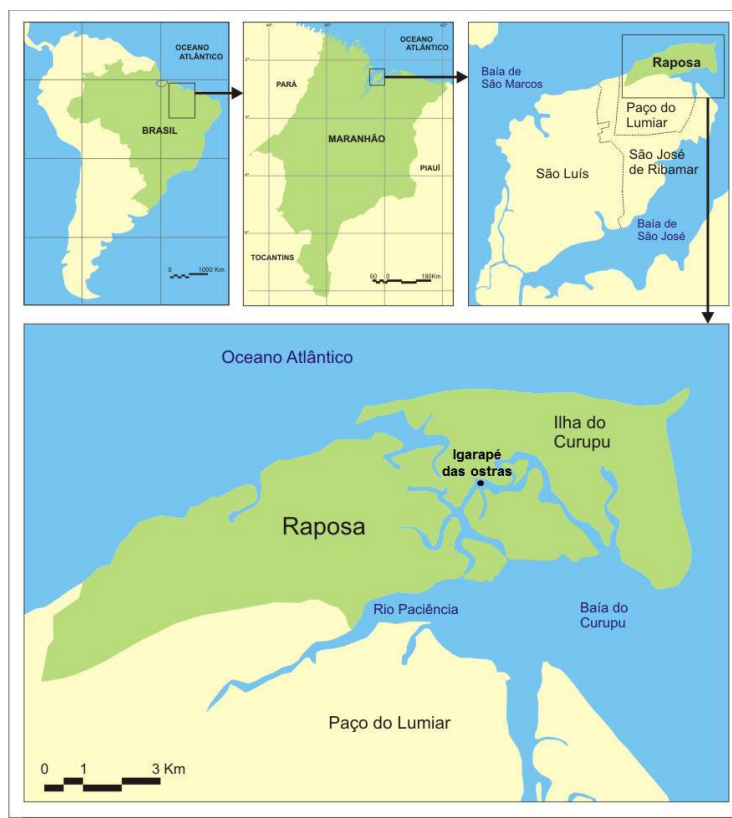 OCEANO
ATLÂNTICO
BRASIL
0 1000 Km
OCEANO
ATLÂNTICO
PARÁ
MARANHÃO
PIAUÍ
TOCANTINS
60 0 180Km
Baía de
São Marcos
Raposa
Paço do
Lumiar
São José
de Ribamar
São Luís
Baía de
São José
Oceano Atlântico
Ilha do
Curupu
Igarapé
das ostras
Raposa
Rio Paciência
Baía do
Curupu
Paço do Lumiar
0 1 3 Km